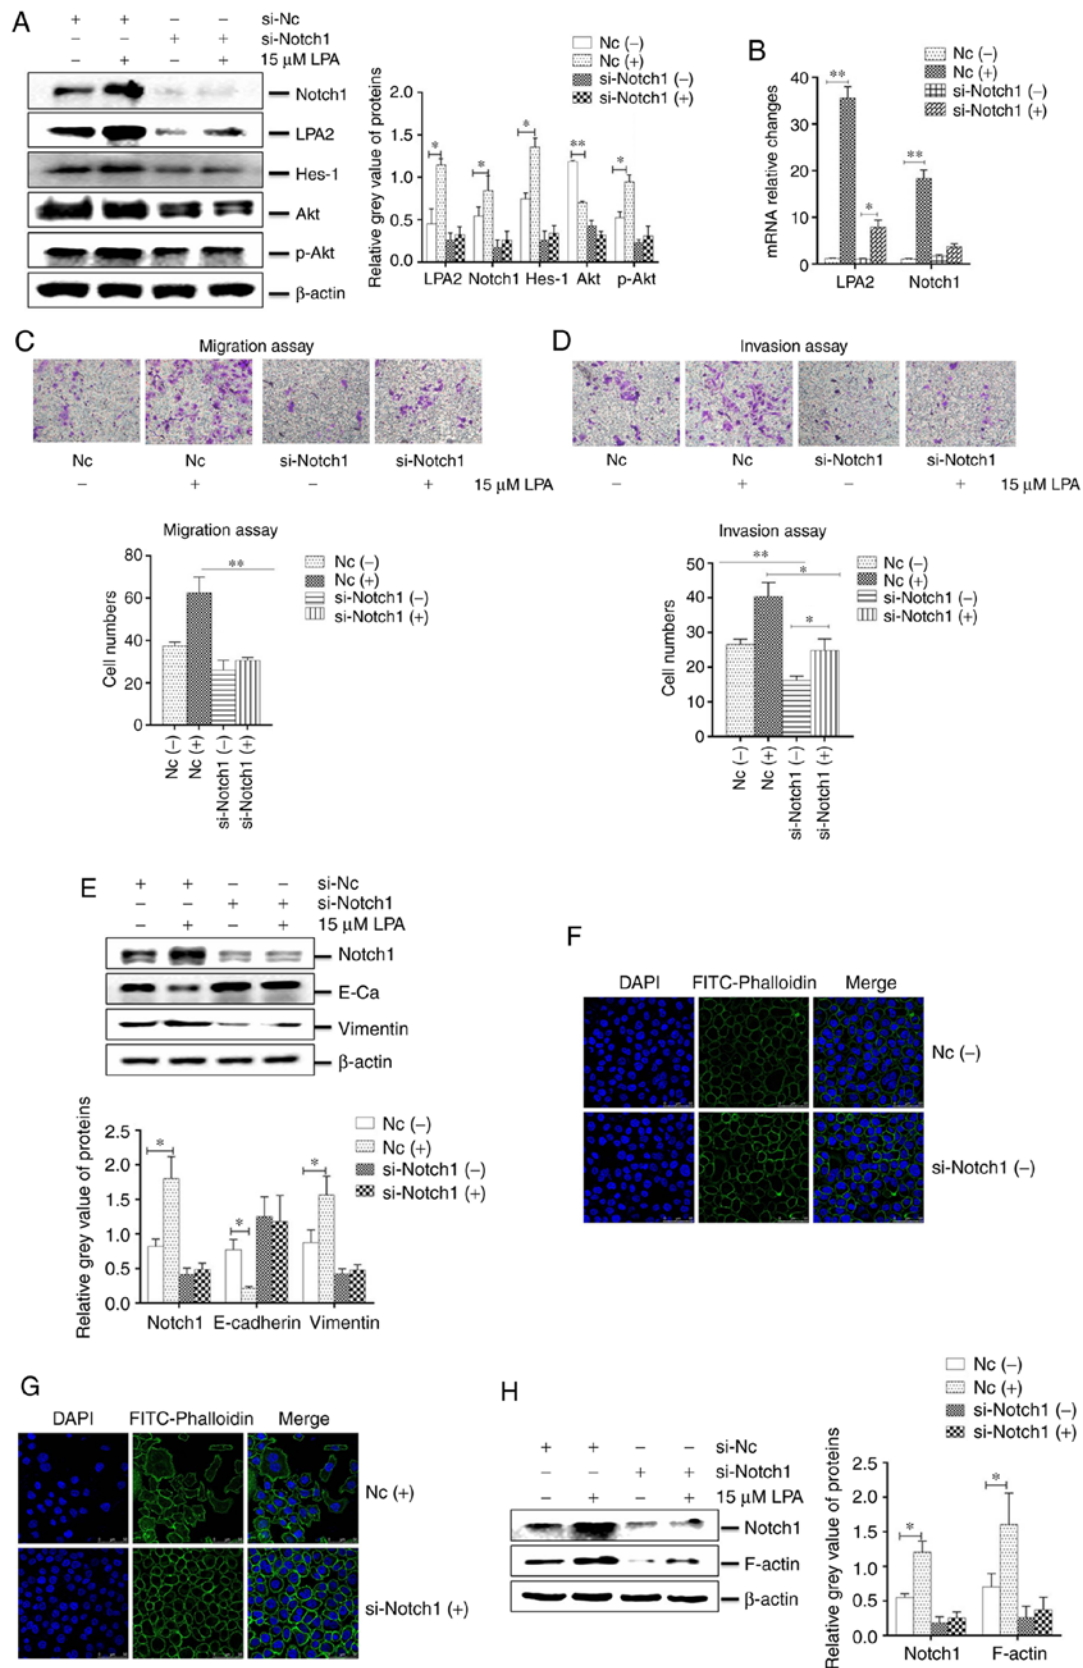 A
+ + − − si-Nc
− − + + si-Notch1
− + − + 15 μM LPA
Notch1
LPA2
Hes-1
Akt
p-Akt
β-actin
Nc (−)
Nc (+)
si-Notch1 (−)
si-Notch1 (+)
Relative grey value of proteins
2.0
1.5
1.0
0.5
0.0
* * * ** *
LPA2 Notch1 Hes-1 Akt p-Akt
B
Nc (−)
Nc (+)
si-Notch1 (−)
si-Notch1 (+)
mRNA relative changes
40
30
20
10
0
** * **
LPA2 Notch1
C
Migration assay
Nc Nc si-Notch1 si-Notch1
− + − + 15 μM LPA
Migration assay
Cell numbers
80
60
40
20
0
**
Nc (−)
Nc (+)
si-Notch1 (−)
si-Notch1 (+)
Nc (−) Nc (+) si-Notch1 (−) si-Notch1 (+)
D
Invasion assay
Nc Nc si-Notch1 si-Notch1
− + − + 15 μM LPA
Invasion assay
Cell numbers
50
40
30
20
10
0
** * *
Nc (−)
Nc (+)
si-Notch1 (−)
si-Notch1 (+)
Nc (−) Nc (+) si-Notch1 (−) si-Notch1 (+)
E
+ + − − si-Nc
− − + + si-Notch1
− + − + 15 μM LPA
Notch1
E-Ca
Vimentin
β-actin
Relative grey value of proteins
2.5
2.0
1.5
1.0
0.5
0.0
* * *
Nc (−)
Nc (+)
si-Notch1 (−)
si-Notch1 (+)
Notch1 E-cadherin Vimentin
F
DAPI FITC-Phalloidin Merge
Nc (−)
si-Notch1 (−)
G
DAPI FITC-Phalloidin Merge
Nc (+)
si-Notch1 (+)
H
+ + − − si-Nc
− − + + si-Notch1
− + − + 15 μM LPA
Notch1
F-actin
β-actin
Nc (−)
Nc (+)
si-Notch1 (−)
si-Notch1 (+)
Relative grey value of proteins
2.5
2.0
1.5
1.0
0.5
0.0
* *
Notch1 F-actin